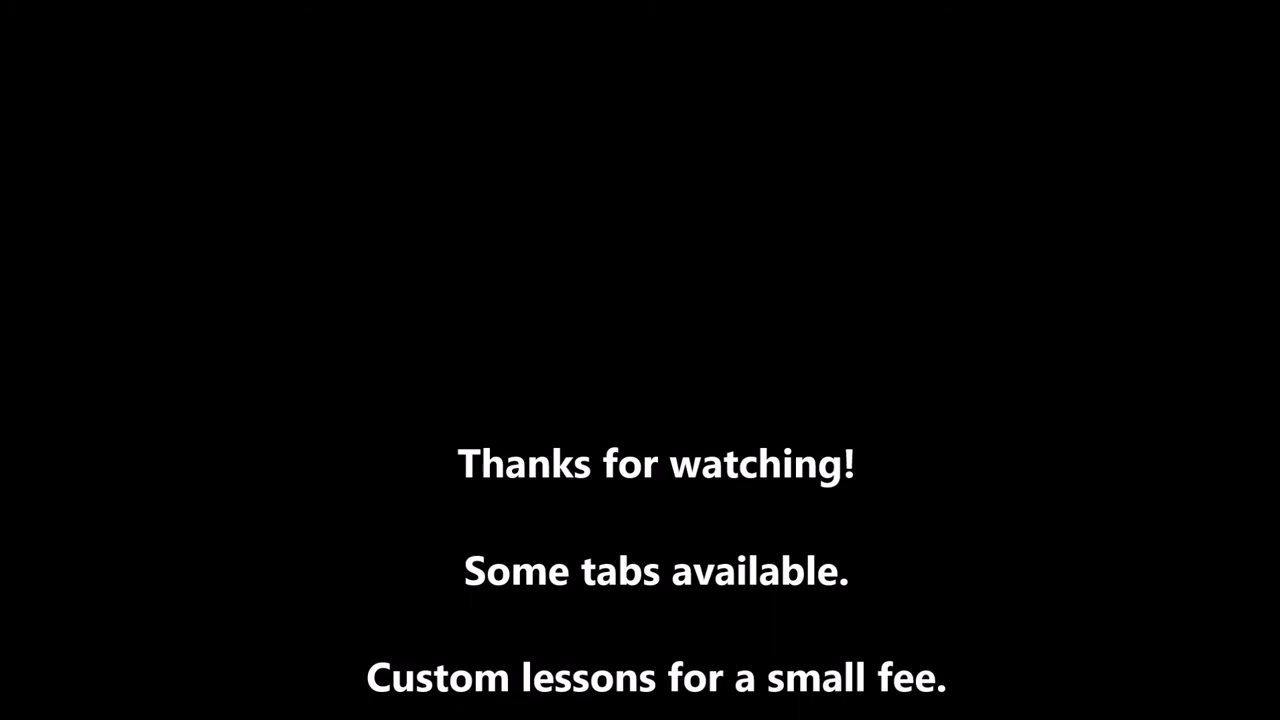 Thanks for watching!
Some tabs available.
Custom lessons for a small fee.